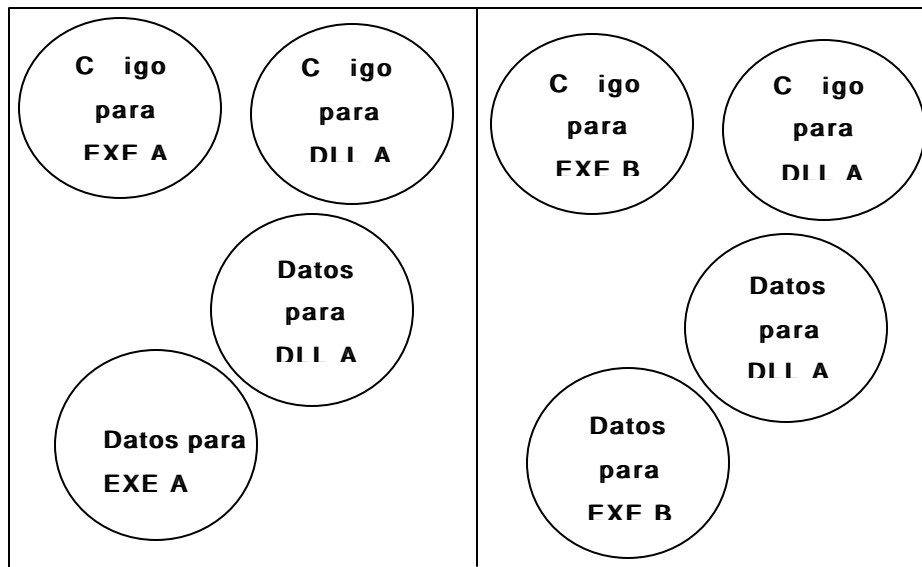 C igo
para
EXE A
C igo
para
DLL A
Datos
para
DLL A
Datos para
EXE A
C igo
para
EXE B
C igo
para
DLL A
Datos
para
DLL A
Datos
para
EXE B